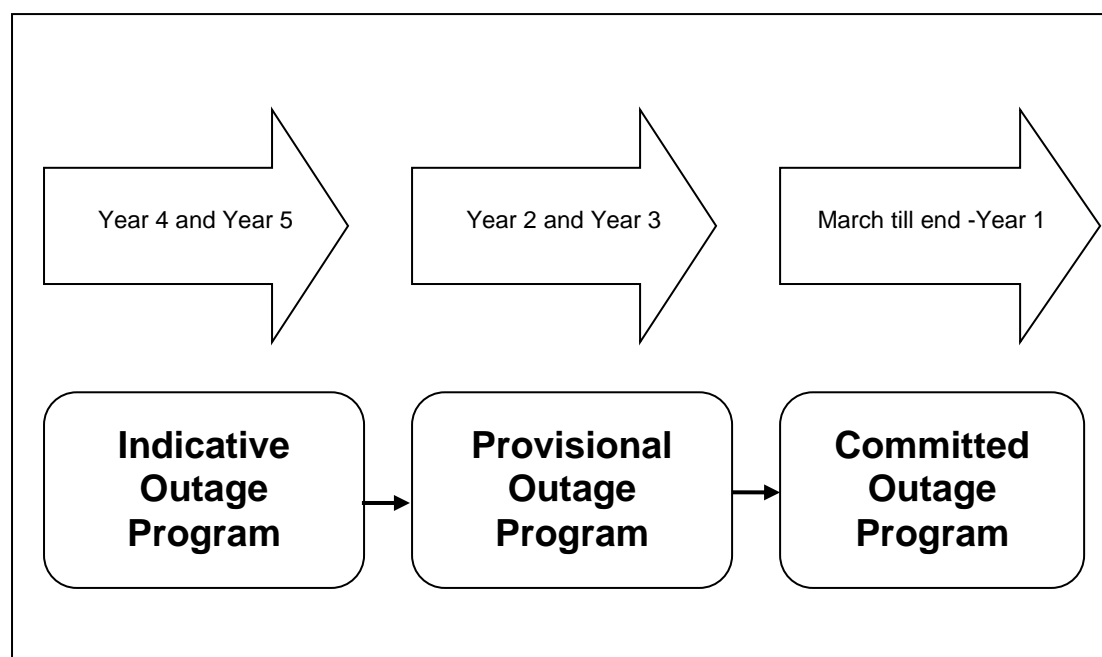 Year 4 and Year 5
Year 2 and Year 3
March till end -Year 1
Indicative
Outage
Program
Provisional
Outage
Program
Committed
Outage
Program